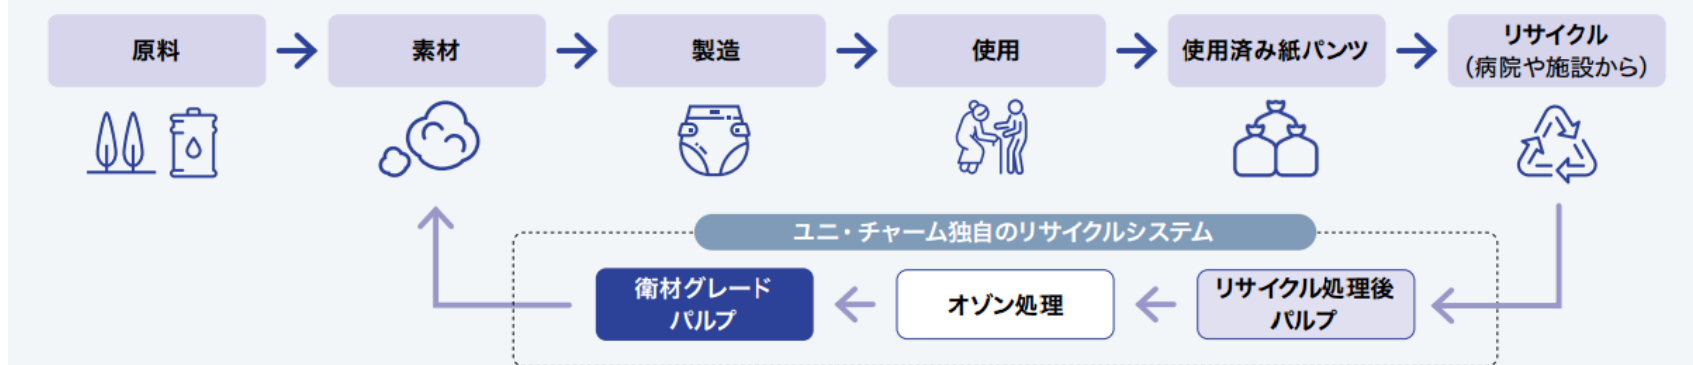 原料
素材
製造
使用
使用済み紙パンツ
リサイクル
（病院や施設から）
ユニ・チャーム独自のリサイクルシステム
衛材グレード
パルプ
オゾン処理
リサイクル処理後
パルプ